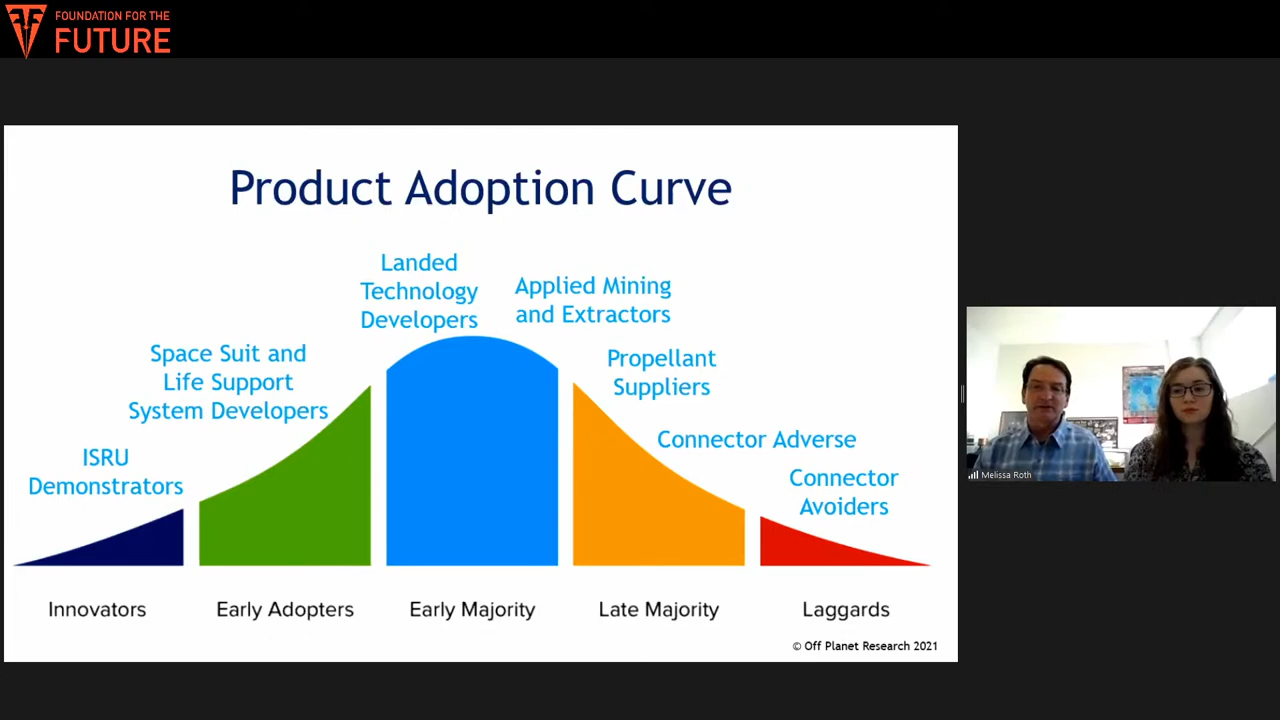 FOUNDATION FOR THE
FUTURE
Product Adoption Curve
Landed
Technology
Developers
Applied Mining
and Extractors
Space Suit and
Life Support
System Developers
Propellant
Suppliers
Connector Adverse
ISRU
Demonstrators
Connector
Avoiders
Innovators
Early Adopters
Early Majority
Late Majority
Laggards
© Off Planet Research 2021
Melissa Roth